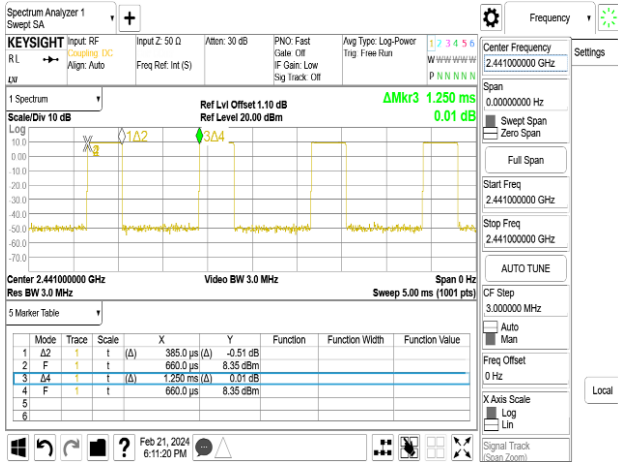 Spectrum Analyzer 1
Swept SA
Frequency
KEYSIGHT
Input: RF
Coupling: DC
Align: Auto
Input Z: 50 Ω
Freq Ref: Int (S)
Atten: 30 dB
PNO: Fast
Gate: Off
IF Gain: Low
Sig Track: Off
Avg Type: Log-Power
Trig: Free Run
1 2 3 4 5 6
W W W W W W
P N N N N N
RL
LXI
Center Frequency
2.441000000 GHz
Settings
Span
0.00000000 Hz
Swept Span
Zero Span
Full Span
Start Freq
2.441000000 GHz
Stop Freq
2.441000000 GHz
AUTO TUNE
CF Step
3.000000 MHz
Auto
Man
Freq Offset
0 Hz
X Axis Scale
Log
Lin
Signal Track
(Span Zoom)
Local
1 Spectrum
Scale/Div 10 dB
Ref Lvl Offset 1.10 dB
Ref Level 20.00 dBm
ΔMkr3 1.250 ms
0.01 dB
Log
10.0
0.00
-10.0
-20.0
-30.0
-40.0
-50.0
-60.0
-70.0
1Δ2
3Δ4
Center 2.441000000 GHz
Res BW 3.0 MHz
Video BW 3.0 MHz
Span 0 Hz
Sweep 5.00 ms (1001 pts)
5 Marker Table
Mode Trace Scale X Y Function Function Width Function Value
1 Δ2 1 t (Δ) 385.0 µs (Δ) -0.51 dB
2 F 1 t 660.0 µs 8.35 dBm
3 Δ4 1 t (Δ) 1.250 ms (Δ) 0.01 dB
4 F 1 t 660.0 µs 8.35 dBm
5
6
Feb 21, 2024
6:11:20 PM